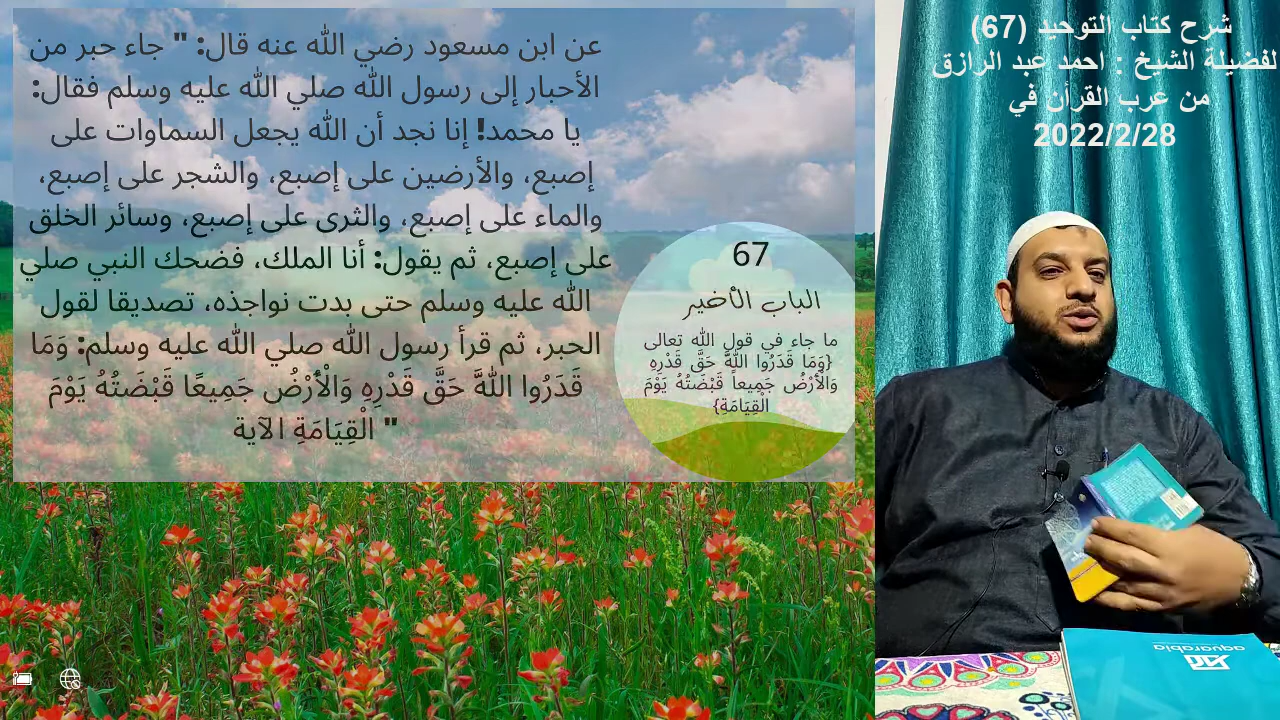 عن ابن مسعود رضي الله عنه قال: " جاء حبر من
الأحبار إلى رسول الله صلي الله عليه وسلم فقال:
يا محمد! إنا نجد أن الله يجعل السماوات على
إصبع، والأرضين على إصبع، والشجر على إصبع،
والماء على إصبع، والثرى على إصبع، وسائر الخلق
على إصبع، ثم يقول: أنا الملك، فضحك النبي صلي
الله عليه وسلم حتى بدت نواجذه، تصديقا لقول
الحبر، ثم قرأ رسول الله صلي الله عليه وسلم: وَمَا
قَدَرُوا اللَّهَ حَقَّ قَدْرِهِ وَالْأَرْضُ جَمِيعًا قَبْضَتُهُ يَوْمَ
" الْقِيَامَةِ الآية
67
الباب الأخير
ما جاء في قول الله تعالى
{وَمَا قَدَرُوا اللَّهَ حَقَّ قَدْرِهِ
وَالْأَرْضُ جَمِيعاً قَبْضَتُهُ يَوْمَ
الْقِيَامَةِ}
شرح كتاب التوحيد (67)
لفضيلة الشيخ : احمد عبد الرازق
من عرب القرآن في
2022/2/28
aquarabia